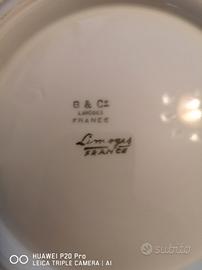 B & Cº
LIMOGES
FRANCE
Limoges
FRANCE
HUAWEI P20 Pro
LEICA TRIPLE CAMERA | AI
subito